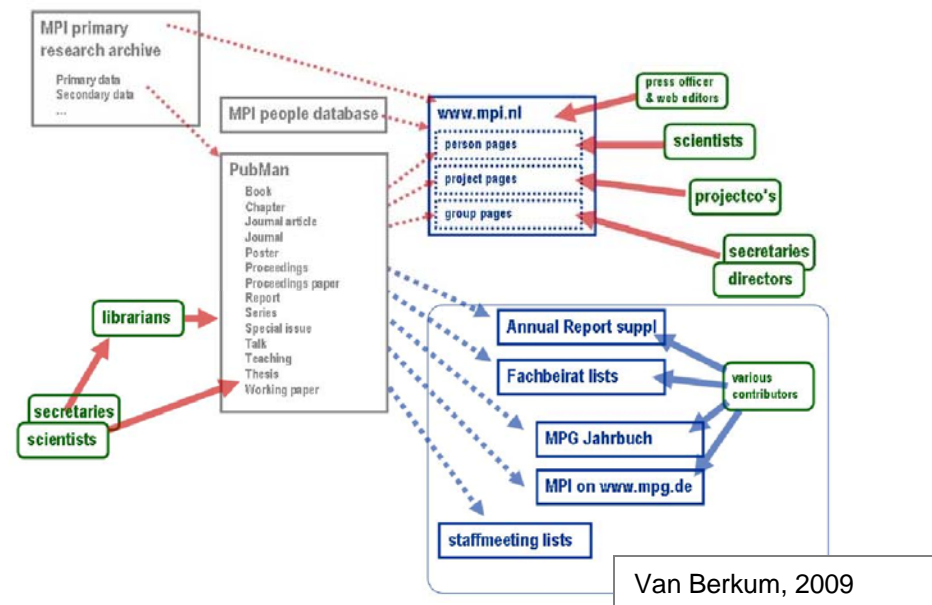 MPI primary
research archive
Primary data
Secondary data
...
MPI people database
PubMan
Book
Chapter
Journal article
Journal
Poster
Proceedings
Proceedings paper
Report
Series
Special issue
Talk
Teaching
Thesis
Working paper
librarians
secretaries
scientists
www.mpi.nl
person pages
project pages
group pages
press officer
& web editors
scientists
projectco's
secretaries
directors
Annual Report suppl
Fachbeirat lists
MPG Jahrbuch
MPI on www.mpg.de
staffmeeting lists
various
contributors
Van Berkum, 2009